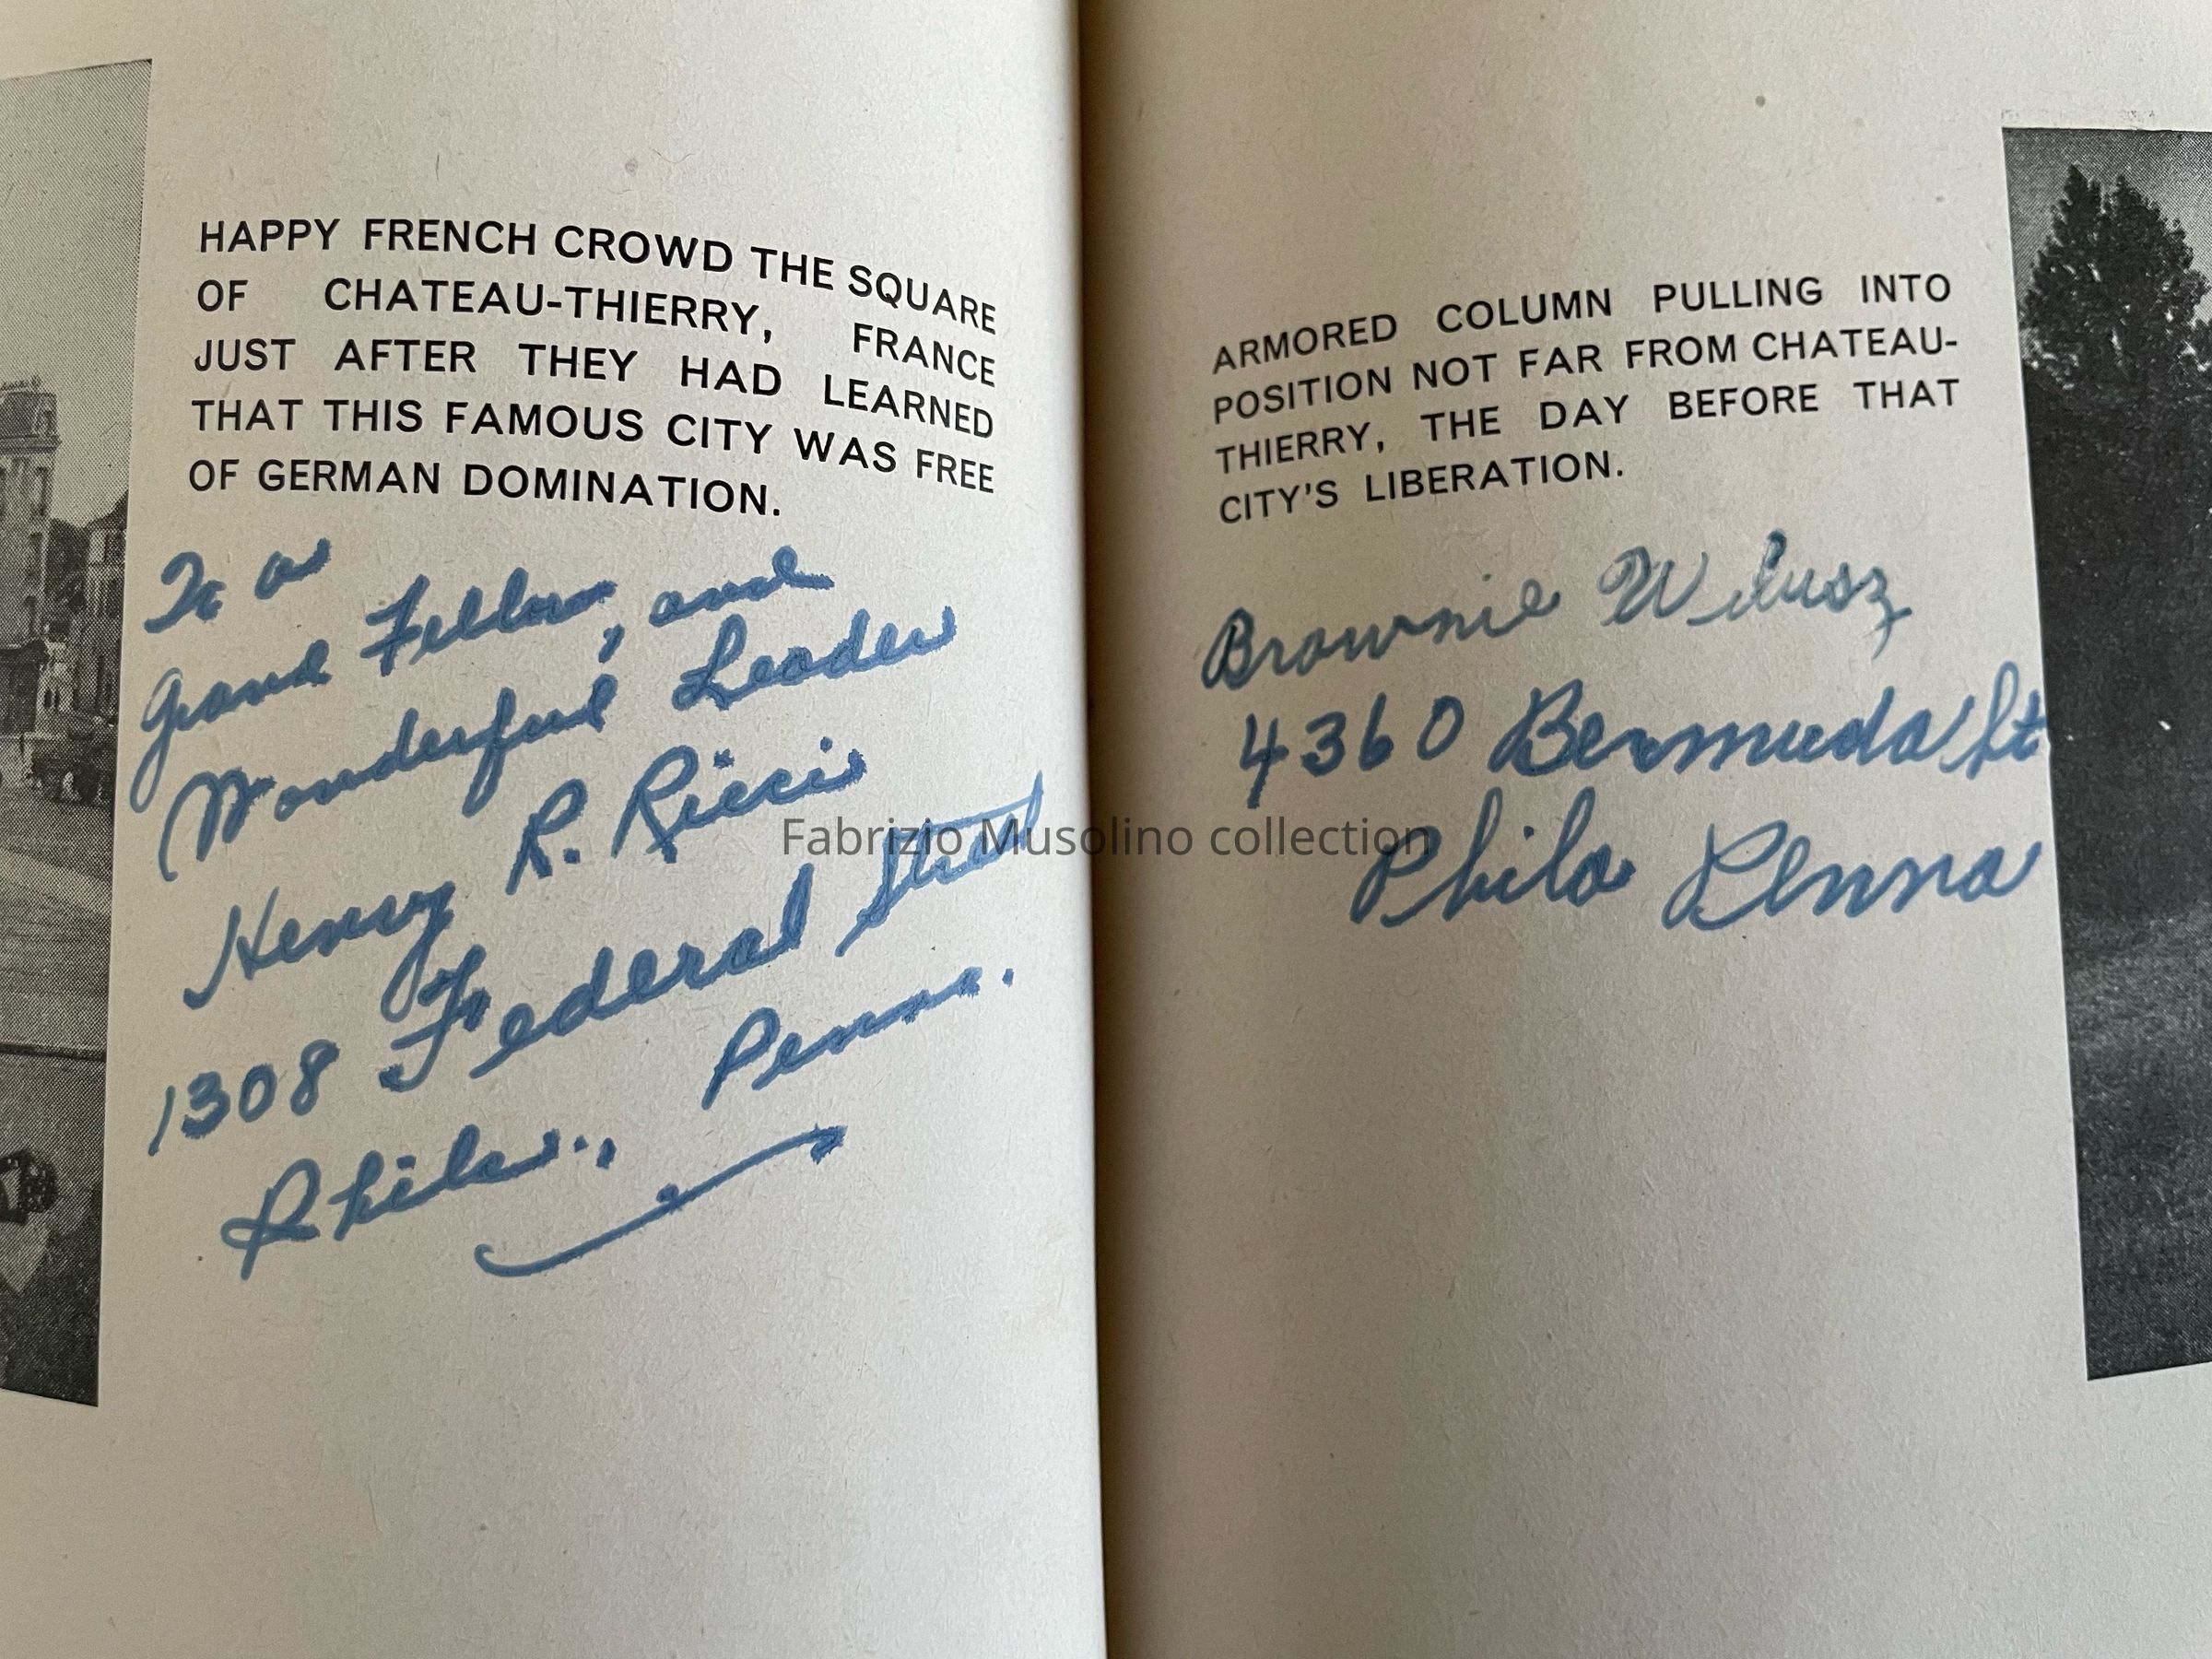 HAPPY FRENCH CROWD THE SQUARE
OF CHATEAU-THIERRY, FRANCE
JUST AFTER THEY HAD LEARNED
THAT THIS FAMOUS CITY WAS FREE
OF GERMAN DOMINATION.
To a
Grand Fellow, and
Wonderful Leader
Henry R. Ricci
1308 Federal Street
Phila., Penna.
ARMORED COLUMN PULLING INTO
POSITION NOT FAR FROM CHATEAU-
THIERRY, THE DAY BEFORE THAT
CITY'S LIBERATION.
Brownie Wilusz
4360 Bermuda St
Phila Penna
Fabrizio Musolino collection